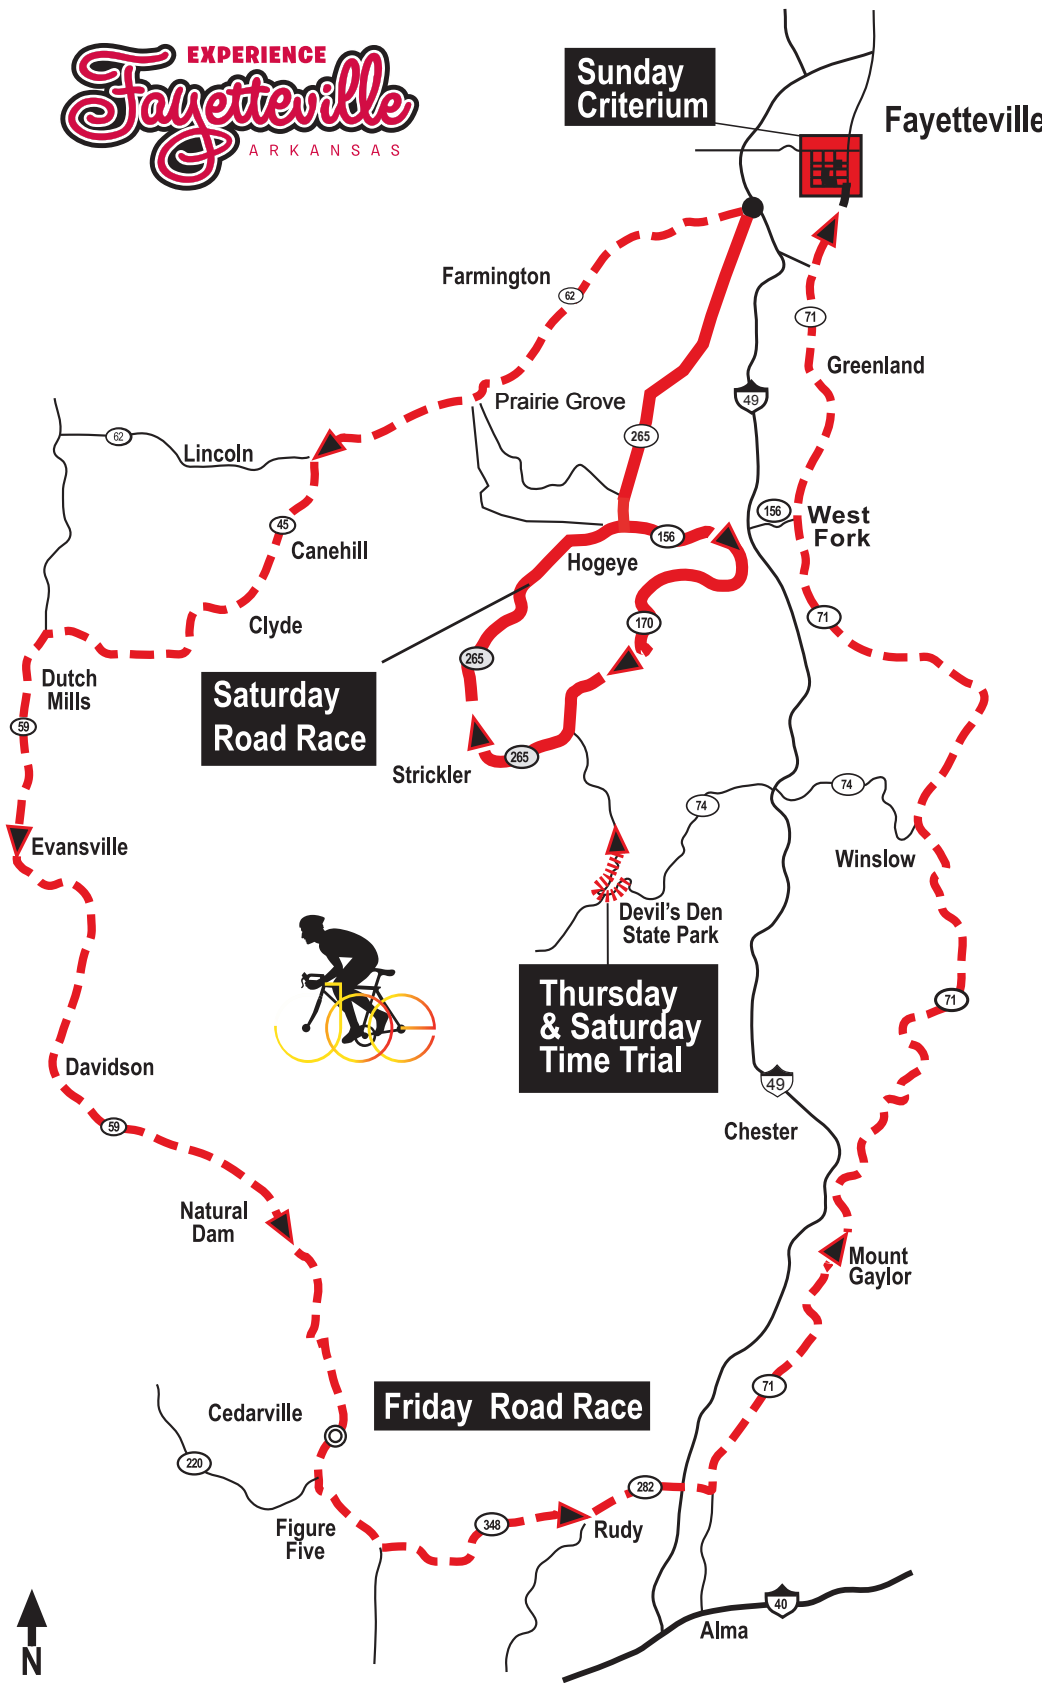 EXPERIENCE
Fayetteville
ARKANSAS
Sunday
Criterium
Fayetteville
Farmington
62
71
Greenland
Prairie Grove
49
265
62
Lincoln
45
Canehill
156
West
Fork
156
Hogeye
Clyde
170
71
265
Dutch
Mills
Saturday
Road Race
59
265
Strickler
74
74
Evansville
Winslow
Devil's Den
State Park
Thursday
& Saturday
Time Trial
71
Davidson
49
59
Chester
Natural
Dam
Mount
Gaylor
71
Friday Road Race
Cedarville
220
282
348
Figure
Five
Rudy
40
Alma
N